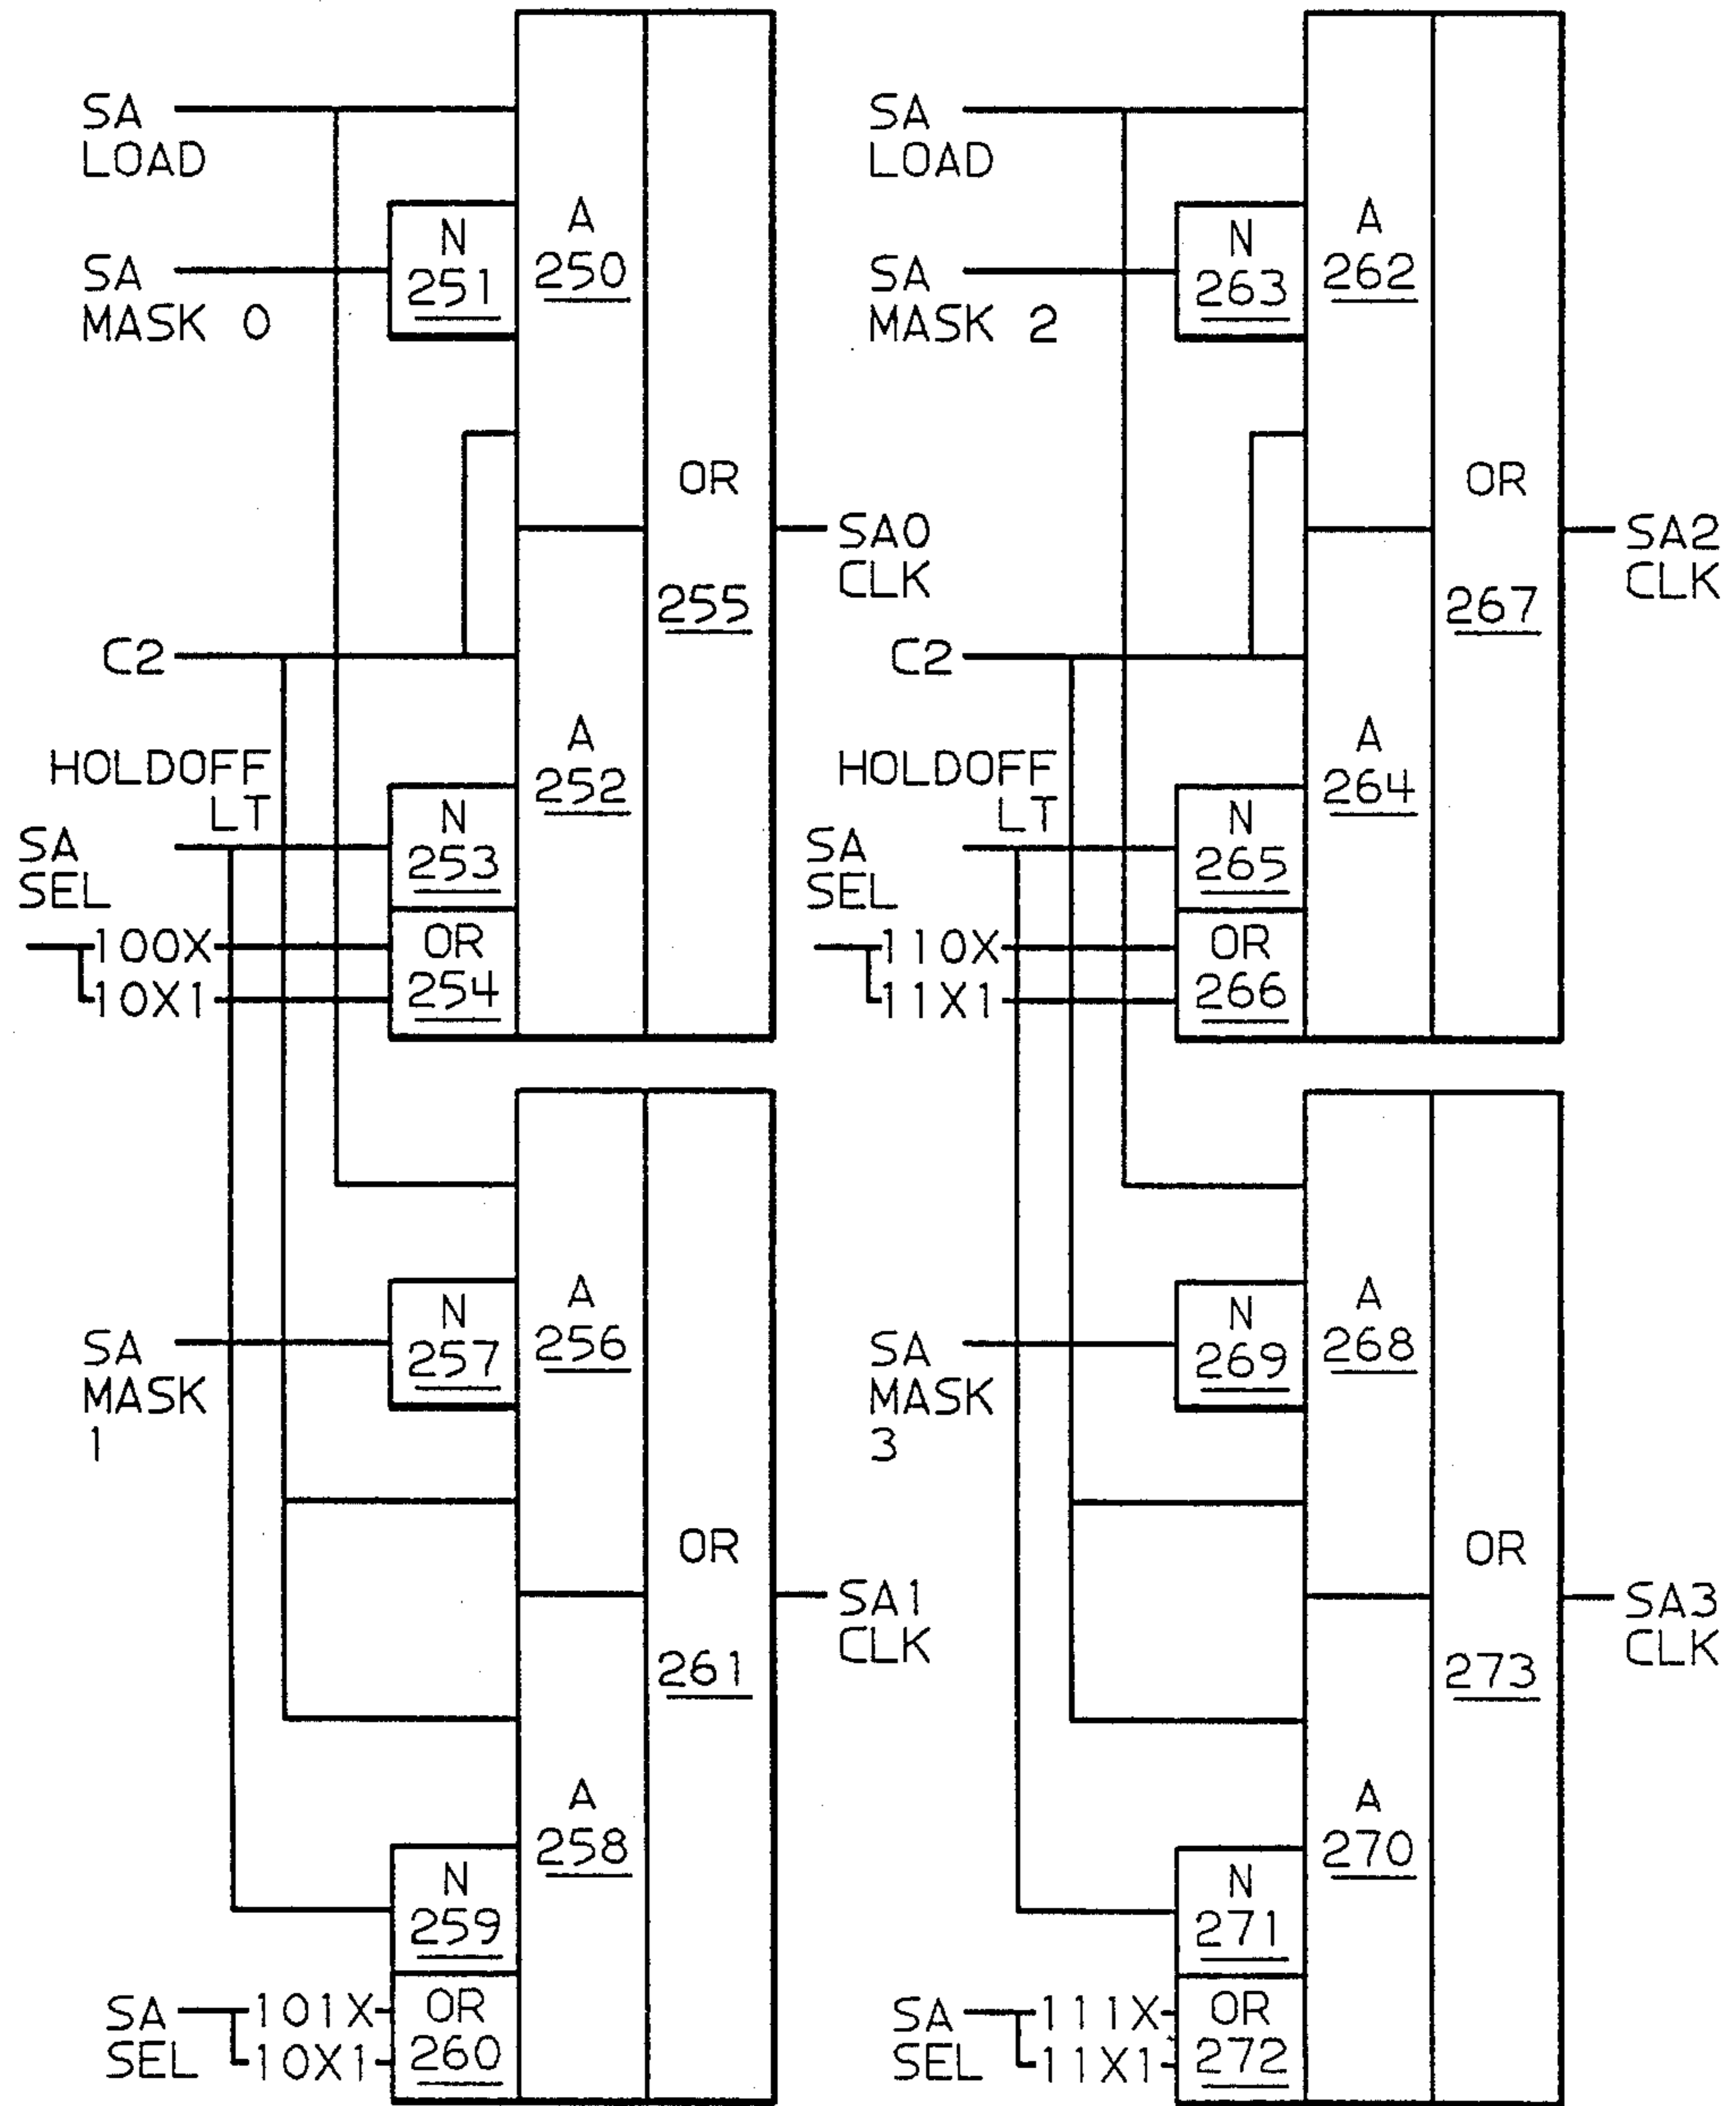 SA
LOAD
N
251
SA
MASK 0
A
250
OR
255
SA0
CLK
C2
A
252
HOLDOFF
LT
SA
SEL
N
253
100X
10X1
OR
254
A
256
N
257
SA
MASK
1
OR
261
SA1
CLK
A
258
N
259
SA
SEL
101X
10X1
OR
260
SA
LOAD
N
263
SA
MASK 2
A
262
OR
267
SA2
CLK
C2
A
264
HOLDOFF
LT
SA
SEL
N
265
110X
11X1
OR
266
A
268
N
269
SA
MASK
3
OR
273
SA3
CLK
A
270
N
271
SA
SEL
111X
11X1
OR
272